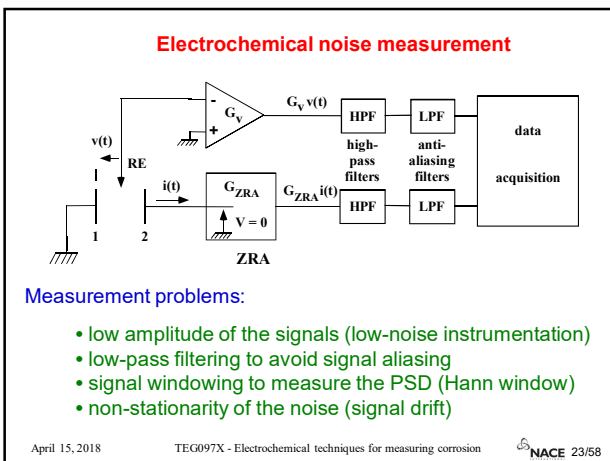 Electrochemical noise measurement
-
G_v
+
G_v v(t)
HPF
LPF
v(t)
RE
high-
pass
filters
anti-
aliasing
filters
data
acquisition
i(t)
G_ZRA
G_ZRA i(t)
HPF
LPF
V = 0
1
2
ZRA
Measurement problems:
• low amplitude of the signals (low-noise instrumentation)
• low-pass filtering to avoid signal aliasing
• signal windowing to measure the PSD (Hann window)
• non-stationarity of the noise (signal drift)
April 15, 2018 TEG097X - Electrochemical techniques for measuring corrosion NACE 23/58